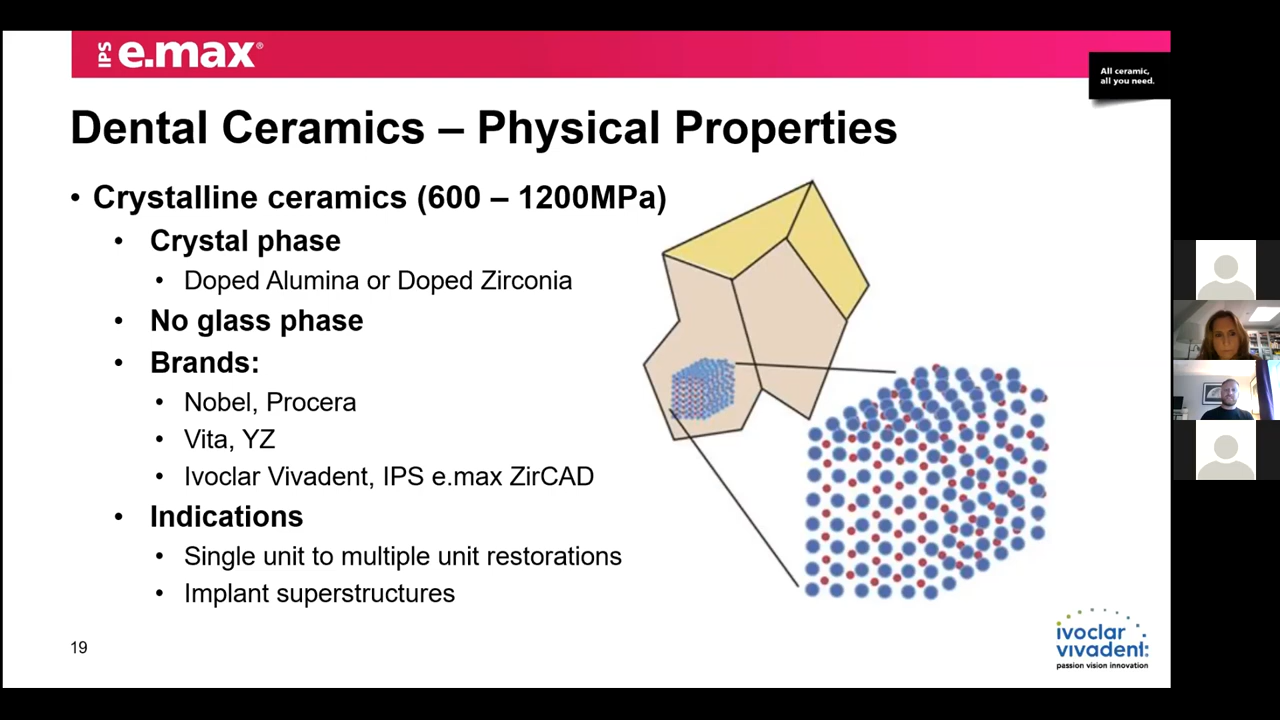 IPS e.max®
All ceramic,
all you need.
Dental Ceramics – Physical Properties
• Crystalline ceramics (600 – 1200MPa)
• Crystal phase
• Doped Alumina or Doped Zirconia
• No glass phase
• Brands:
• Nobel, Procera
• Vita, YZ
• Ivoclar Vivadent, IPS e.max ZirCAD
• Indications
• Single unit to multiple unit restorations
• Implant superstructures
19
ivoclar
vivadent:
passion vision innovation